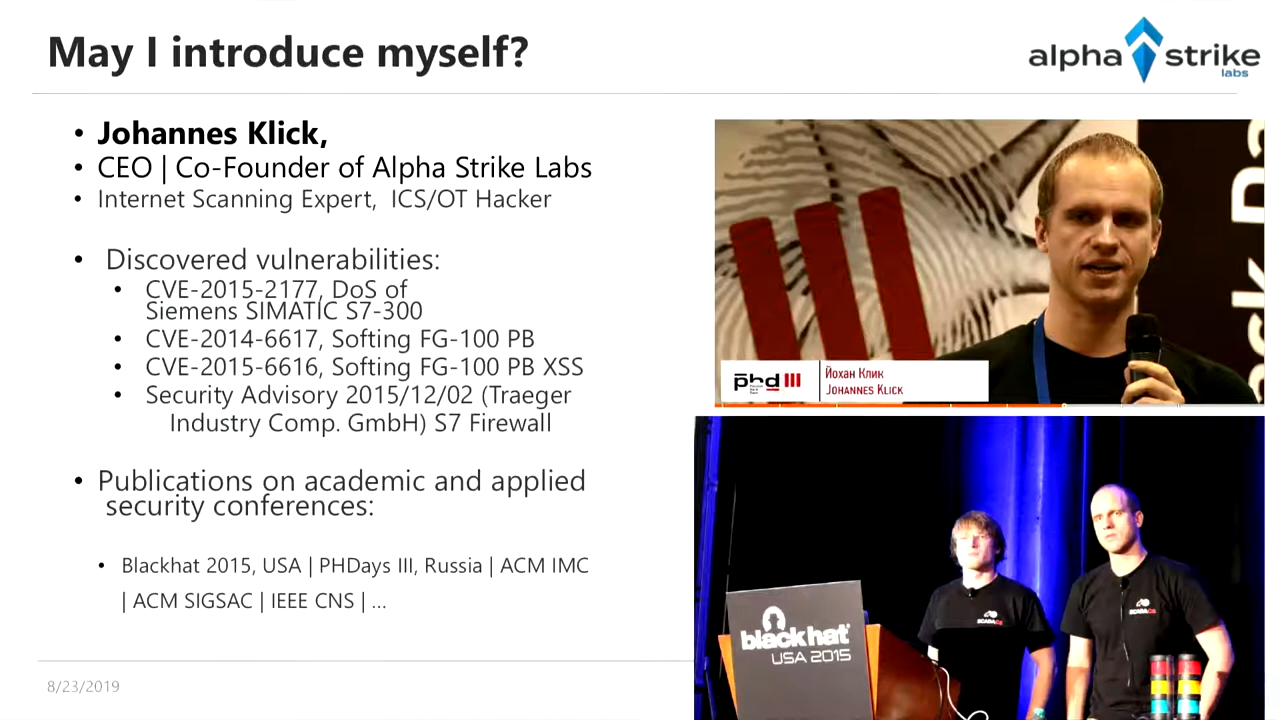 May I introduce myself?
alpha strike
labs
• Johannes Klick,
• CEO | Co-Founder of Alpha Strike Labs
• Internet Scanning Expert, ICS/OT Hacker
• Discovered vulnerabilities:
• CVE-2015-2177, DoS of
Siemens SIMATIC S7-300
• CVE-2014-6617, Softing FG-100 PB
• CVE-2015-6616, Softing FG-100 PB XSS
• Security Advisory 2015/12/02 (Traeger
Industry Comp. GmbH) S7 Firewall
• Publications on academic and applied
security conferences:
• Blackhat 2015, USA | PHDays III, Russia | ACM IMC
| ACM SIGSAC | IEEE CNS | ...
8/23/2019
phd III
Йохан Клик
Johannes Klick
black hat
USA 2015
SCADACS
SCADACS